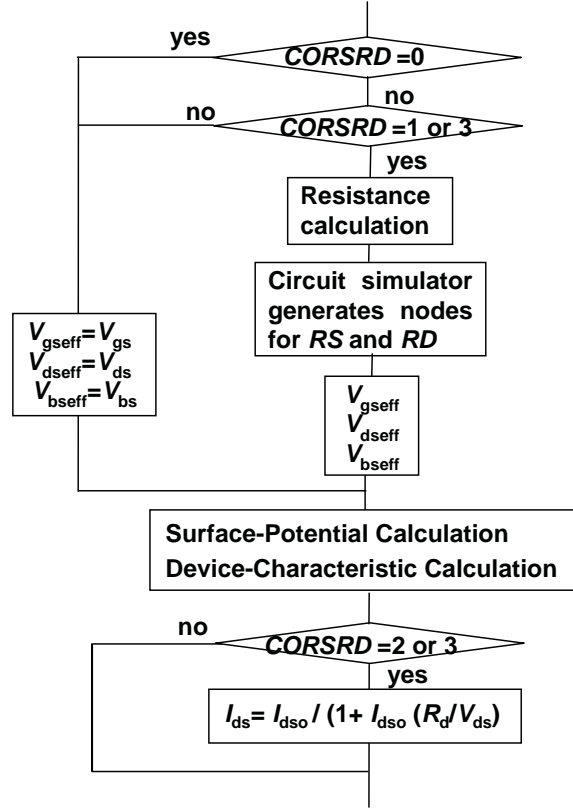 yes
CORSRD =0
no
no
CORSRD =1 or 3
yes
Resistance
calculation
Circuit simulator
generates nodes
for RS and RD
Vgseff=Vgs
Vdseff=Vds
Vbseff=Vbs
Vgseff
Vdseff
Vbseff
Surface-Potential Calculation
Device-Characteristic Calculation
no
CORSRD =2 or 3
yes
Ids= Idso / (1+ Idso (Rd/Vds)